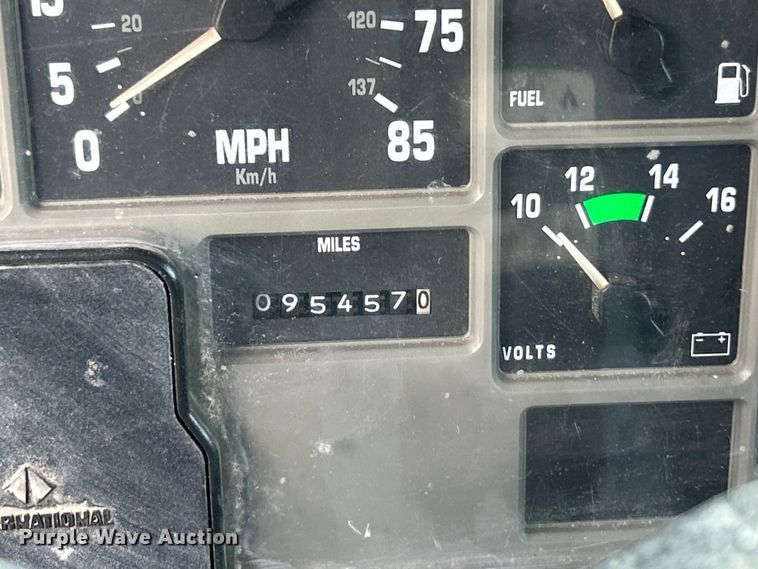 15
20
5
0
0
MPH
Km/h
120
75
137
85
FUEL
MILES
0954570
10
12
14
16
VOLTS
- +
RNATIONAL
Purple Wave Auction